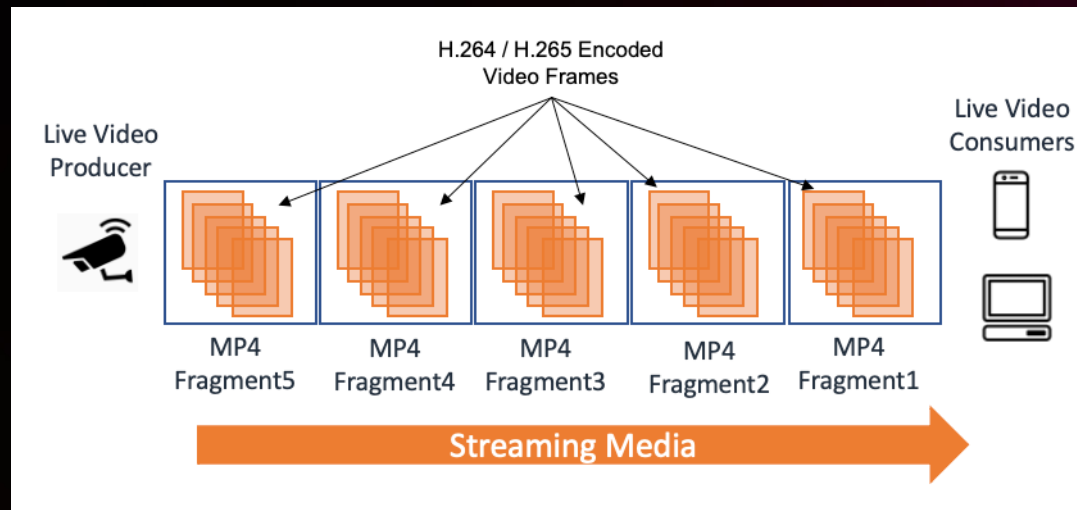 H.264 / H.265 Encoded
Video Frames
Live Video
Producer
Live Video
Consumers
MP4
Fragment5
MP4
Fragment4
MP4
Fragment3
MP4
Fragment2
MP4
Fragment1
Streaming Media